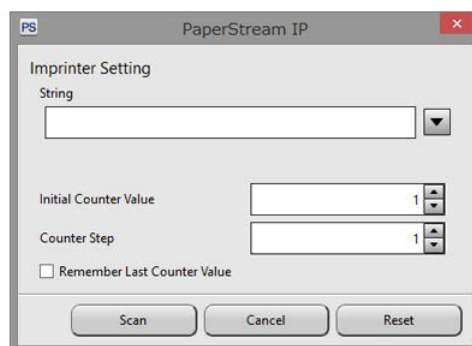 PS PaperStream IP
Imprinter Setting
String
Initial Counter Value 1
Counter Step 1
Remember Last Counter Value
Scan Cancel Reset